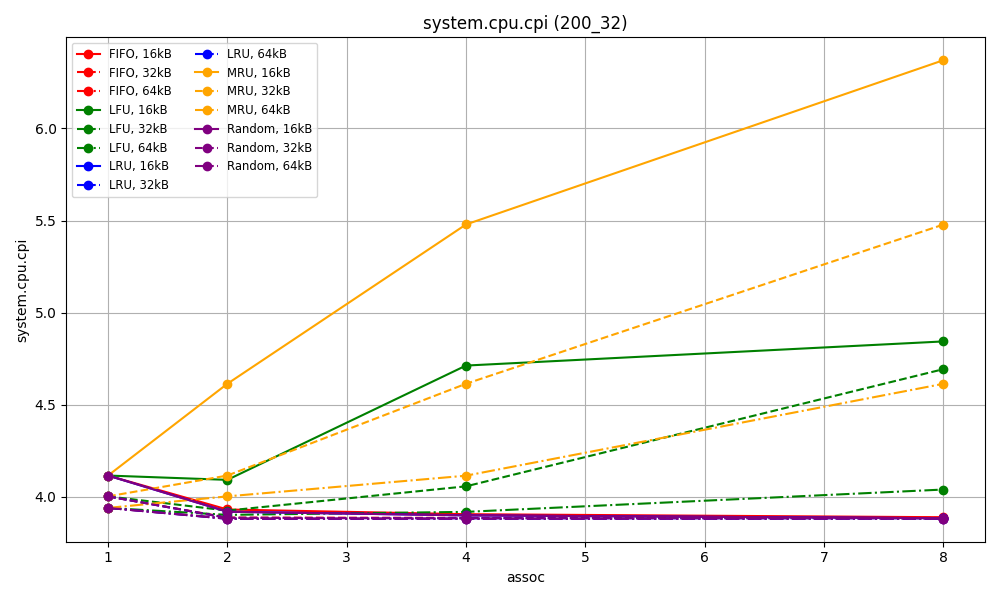 system.cpu.cpi (200_32)
FIFO, 16kB
FIFO, 32kB
FIFO, 64kB
LFU, 16kB
LFU, 32kB
LFU, 64kB
LRU, 16kB
LRU, 32kB
LRU, 64kB
MRU, 16kB
MRU, 32kB
MRU, 64kB
Random, 16kB
Random, 32kB
Random, 64kB
system.cpu.cpi
6.0
5.5
5.0
4.5
4.0
1 2 3 4 5 6 7 8
assoc